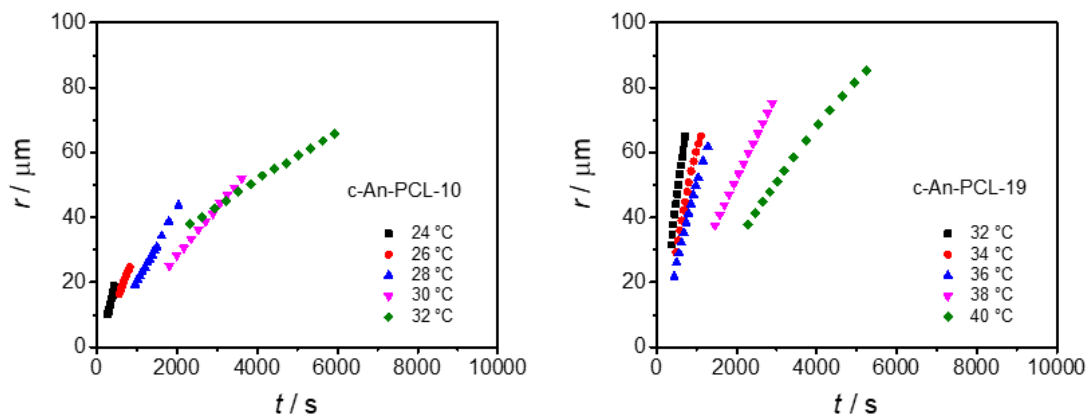 100
80
60
40
20
0
r / μm
c-An-PCL-10
24 °C
26 °C
28 °C
30 °C
32 °C
0 2000 4000 6000 8000 10000
t / s
100
80
60
40
20
0
r / μm
c-An-PCL-19
32 °C
34 °C
36 °C
38 °C
40 °C
0 2000 4000 6000 8000 10000
t / s